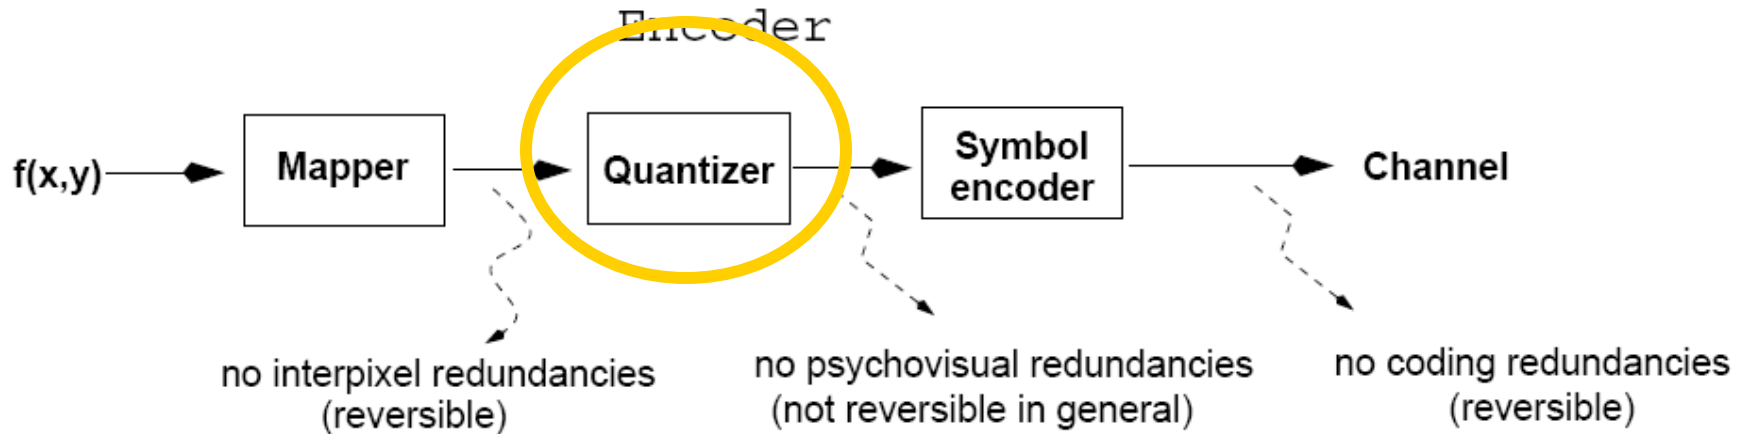 Encoder
f(x,y)
Mapper
Quantizer
Symbol
encoder
Channel
no interpixel redundancies
(reversible)
no psychovisual redundancies
(not reversible in general)
no coding redundancies
(reversible)